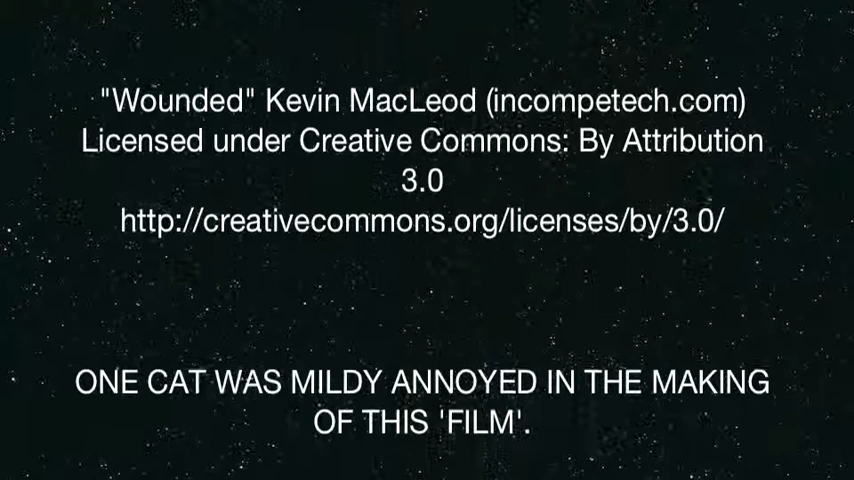 "Wounded" Kevin MacLeod (incompetech.com)
Licensed under Creative Commons: By Attribution
3.0
http://creativecommons.org/licenses/by/3.0/
ONE CAT WAS MILDY ANNOYED IN THE MAKING
OF THIS 'FILM'.